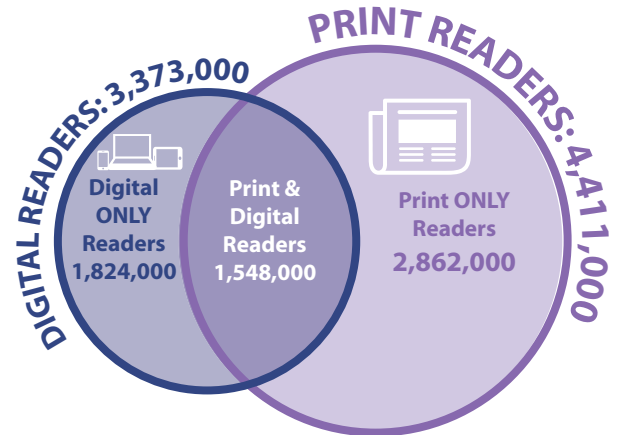 DIGITAL READERS: 3,373,000
PRINT READERS: 4,411,000
Digital
ONLY
Readers
1,824,000
Print &
Digital
Readers
1,548,000
Print ONLY
Readers
2,862,000